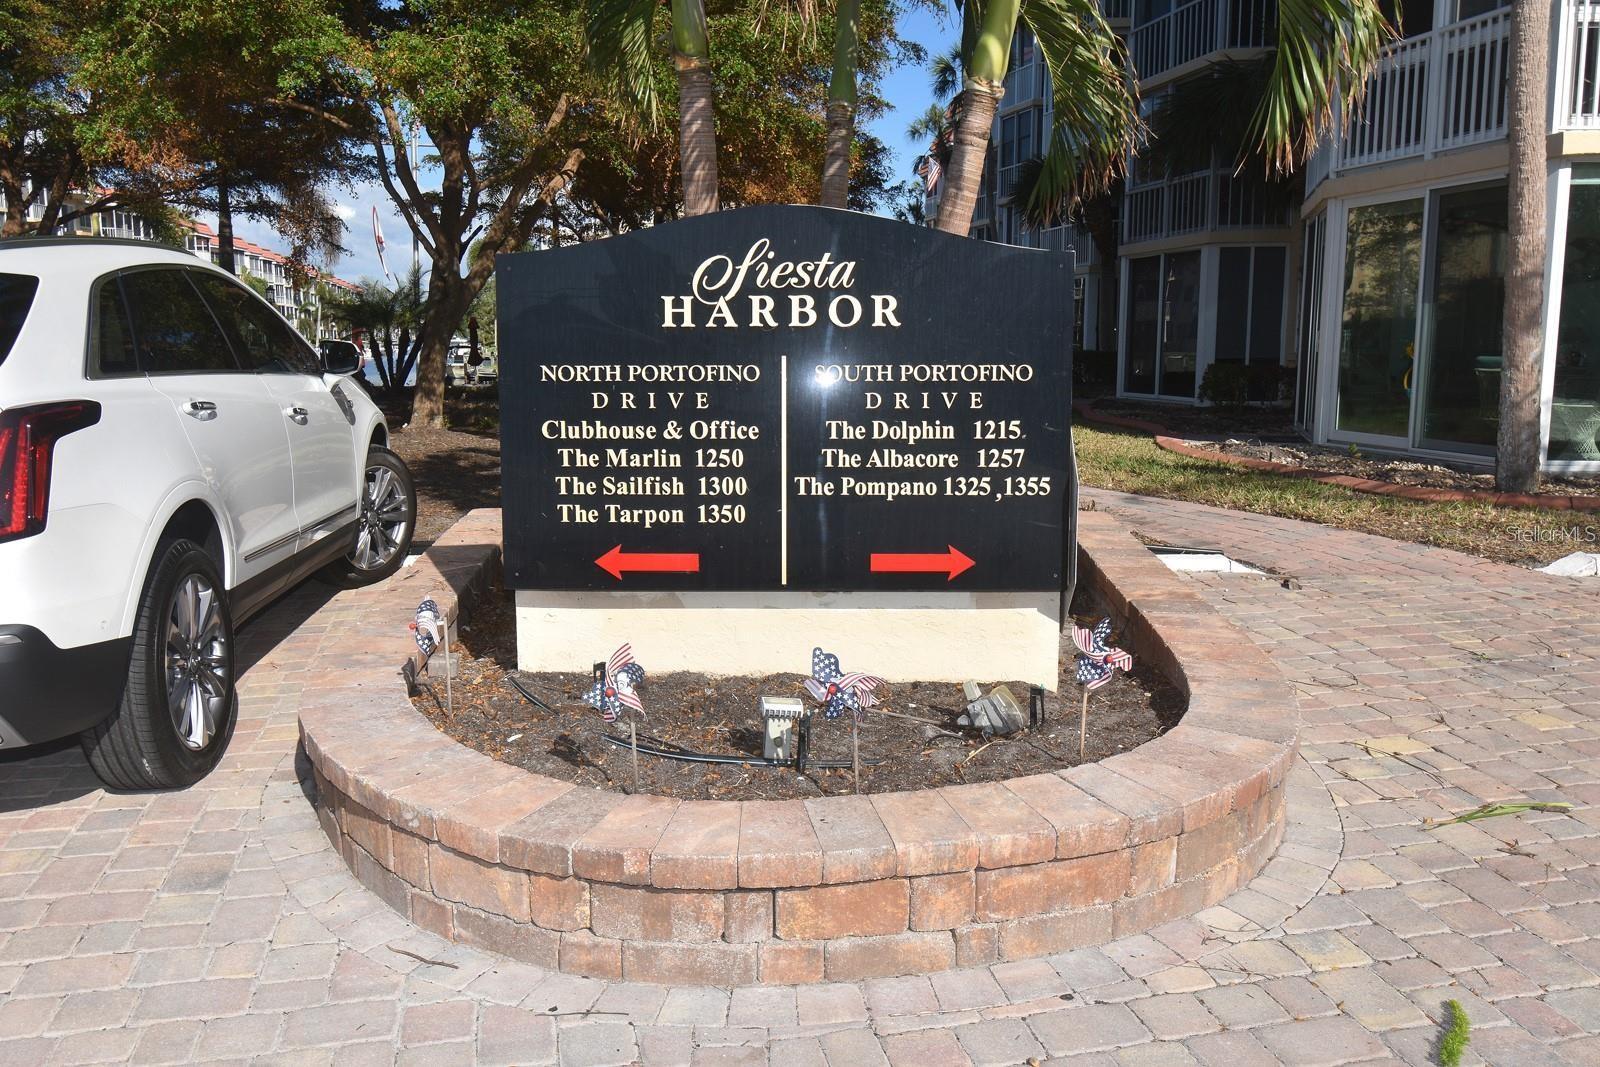 Siesta
HARBOR
NORTH PORTOFINO
DRIVE
Clubhouse & Office
The Marlin 1250
The Sailfish 1300
The Tarpon 1350
SOUTH PORTOFINO
DRIVE
The Dolphin 1215
The Albacore 1257
The Pompano 1325,1355
StellarMLS